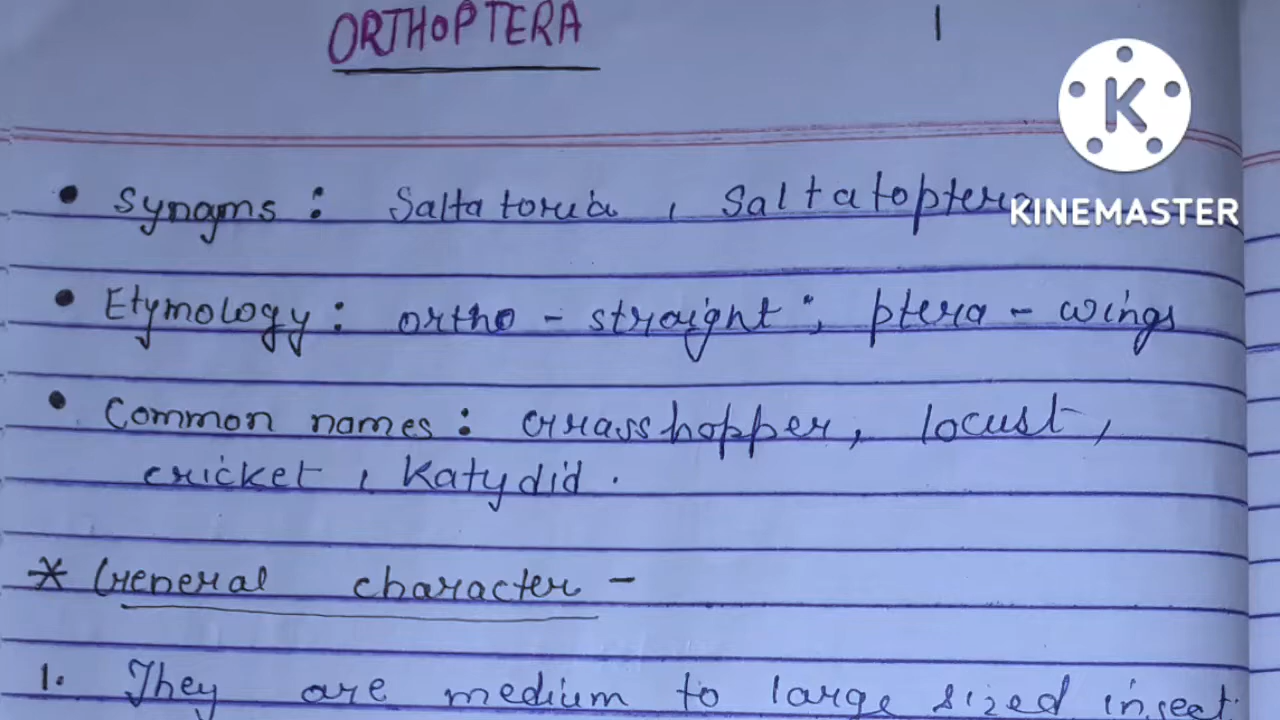 ORTHOPTERA
1
K
KINEMASTER
• Synoyms : Saltatoria , Saltatoptera
• Etymology : ortho - straight ; ptera - wings
• Common names : Grasshopper, locust,
cricket , Katydid .
* General character -
1. They are medium to large sized insect.